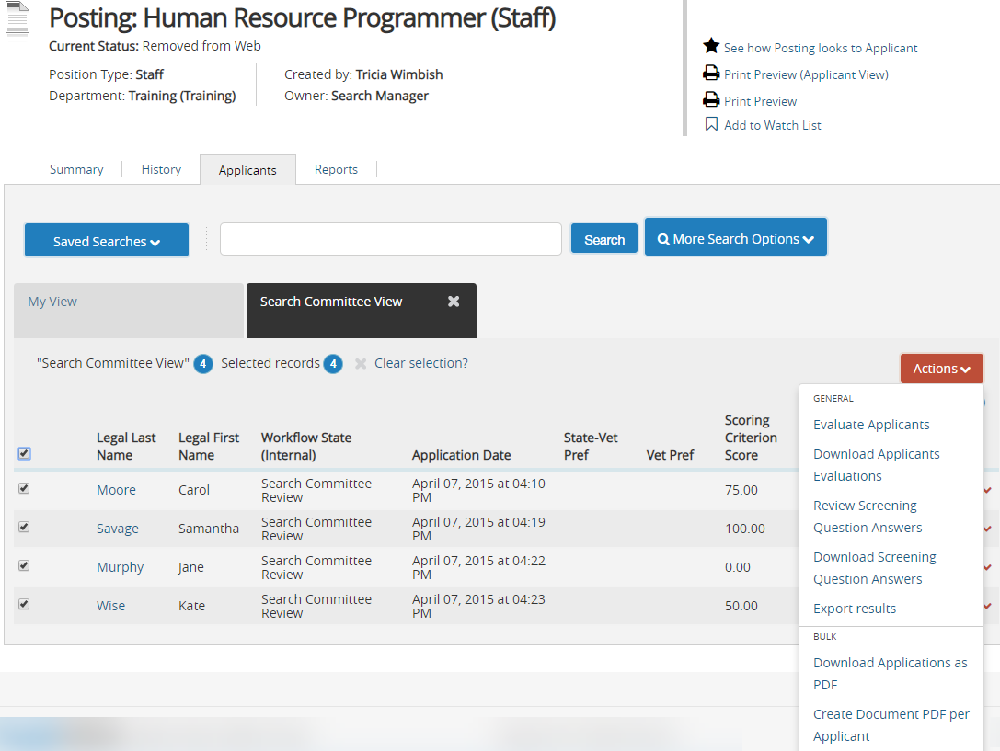 Posting: Human Resource Programmer (Staff)
Current Status: Removed from Web
Position Type: Staff
Department: Training (Training)
Created by: Tricia Wimbish
Owner: Search Manager
See how Posting looks to Applicant
Print Preview (Applicant View)
Print Preview
Add to Watch List
Summary
History
Applicants
Reports
Saved Searches
Search
More Search Options
My View
Search Committee View
"Search Committee View" 4 Selected records 4 Clear selection?
Actions
Legal Last
Name
Legal First
Name
Workflow State
(Internal)
Application Date
State-Vet
Pref
Vet Pref
Scoring
Criterion
Score
Moore
Carol
Search Committee
Review
April 07, 2015 at 04:10
PM
75.00
Savage
Samantha
Search Committee
Review
April 07, 2015 at 04:19
PM
100.00
Murphy
Jane
Search Committee
Review
April 07, 2015 at 04:22
PM
0.00
Wise
Kate
Search Committee
Review
April 07, 2015 at 04:23
PM
50.00
GENERAL
Evaluate Applicants
Download Applicants
Evaluations
Review Screening
Question Answers
Download Screening
Question Answers
Export results
BULK
Download Applications as
PDF
Create Document PDF per
Applicant